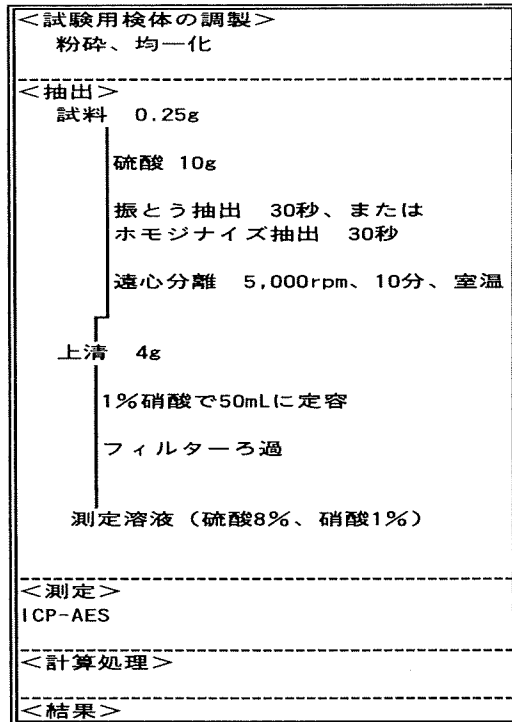 ＜試験用検体の調製＞
粉砕、均一化
＜抽出＞
試料 0.25g
硫酸 10g
振とう抽出 30秒、または
ホモジナイズ抽出 30秒
遠心分離 5,000rpm、10分、室温
上清 4g
1%硝酸で50mLに定容
フィルターろ過
測定溶液（硫酸8%、硝酸1%）
＜測定＞
ICP-AES
＜計算処理＞
＜結果＞